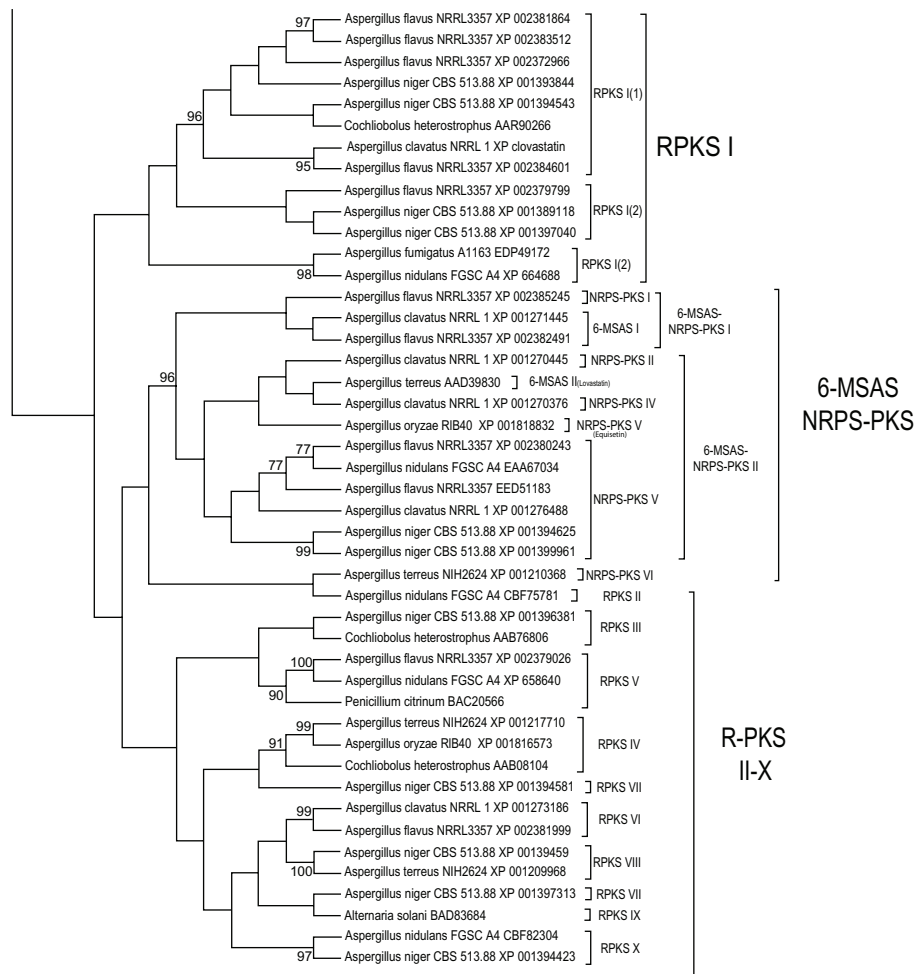 97
Aspergillus flavus NRRL3357 XP 002381864
Aspergillus flavus NRRL3357 XP 002383512
Aspergillus flavus NRRL3357 XP 002372966
Aspergillus niger CBS 513.88 XP 001393844
RPKS I(1)
Aspergillus niger CBS 513.88 XP 001394543
96
Cochliobolus heterostrophus AAR90266
Aspergillus clavatus NRRL 1 XP clovastatin
RPKS I
95
Aspergillus flavus NRRL3357 XP 002384601
Aspergillus flavus NRRL3357 XP 002379799
Aspergillus niger CBS 513.88 XP 001389118
RPKS I(2)
Aspergillus niger CBS 513.88 XP 001397040
Aspergillus fumigatus A1163 EDP49172
RPKS I(2)
98
Aspergillus nidulans FGSC A4 XP 664688
Aspergillus flavus NRRL3357 XP 002385245
NRPS-PKS I
Aspergillus clavatus NRRL 1 XP 001271445
6-MSAS I
6-MSAS-
NRPS-PKS I
Aspergillus flavus NRRL3357 XP 002382491
Aspergillus clavatus NRRL 1 XP 001270445
NRPS-PKS II
96
Aspergillus terreus AAD39830
6-MSAS II (Lovastatin)
6-MSAS
NRPS-PKS
Aspergillus clavatus NRRL 1 XP 001270376
NRPS-PKS IV
Aspergillus oryzae RIB40 XP 001818832
NRPS-PKS V
(Equisetin)
77
Aspergillus flavus NRRL3357 XP 002380243
6-MSAS-
NRPS-PKS II
77
Aspergillus nidulans FGSC A4 EAA67034
Aspergillus flavus NRRL3357 EED51183
NRPS-PKS V
Aspergillus clavatus NRRL 1 XP 001276488
Aspergillus niger CBS 513.88 XP 001394625
99
Aspergillus niger CBS 513.88 XP 001399961
Aspergillus terreus NIH2624 XP 001210368
NRPS-PKS VI
Aspergillus nidulans FGSC A4 CBF75781
RPKS II
Aspergillus niger CBS 513.88 XP 001396381
RPKS III
Cochliobolus heterostrophus AAB76806
100
Aspergillus flavus NRRL3357 XP 002379026
Aspergillus nidulans FGSC A4 XP 658640
RPKS V
90
Penicillium citrinum BAC20566
99
Aspergillus terreus NIH2624 XP 001217710
91
Aspergillus oryzae RIB40 XP 001816573
RPKS IV
R-PKS
II-X
Cochliobolus heterostrophus AAB08104
Aspergillus niger CBS 513.88 XP 001394581
RPKS VII
99
Aspergillus clavatus NRRL 1 XP 001273186
RPKS VI
Aspergillus flavus NRRL3357 XP 002381999
Aspergillus niger CBS 513.88 XP 00139459
RPKS VIII
100
Aspergillus terreus NIH2624 XP 001209968
Aspergillus niger CBS 513.88 XP 001397313
RPKS VII
Alternaria solani BAD83684
RPKS IX
Aspergillus nidulans FGSC A4 CBF82304
RPKS X
97
Aspergillus niger CBS 513.88 XP 001394423